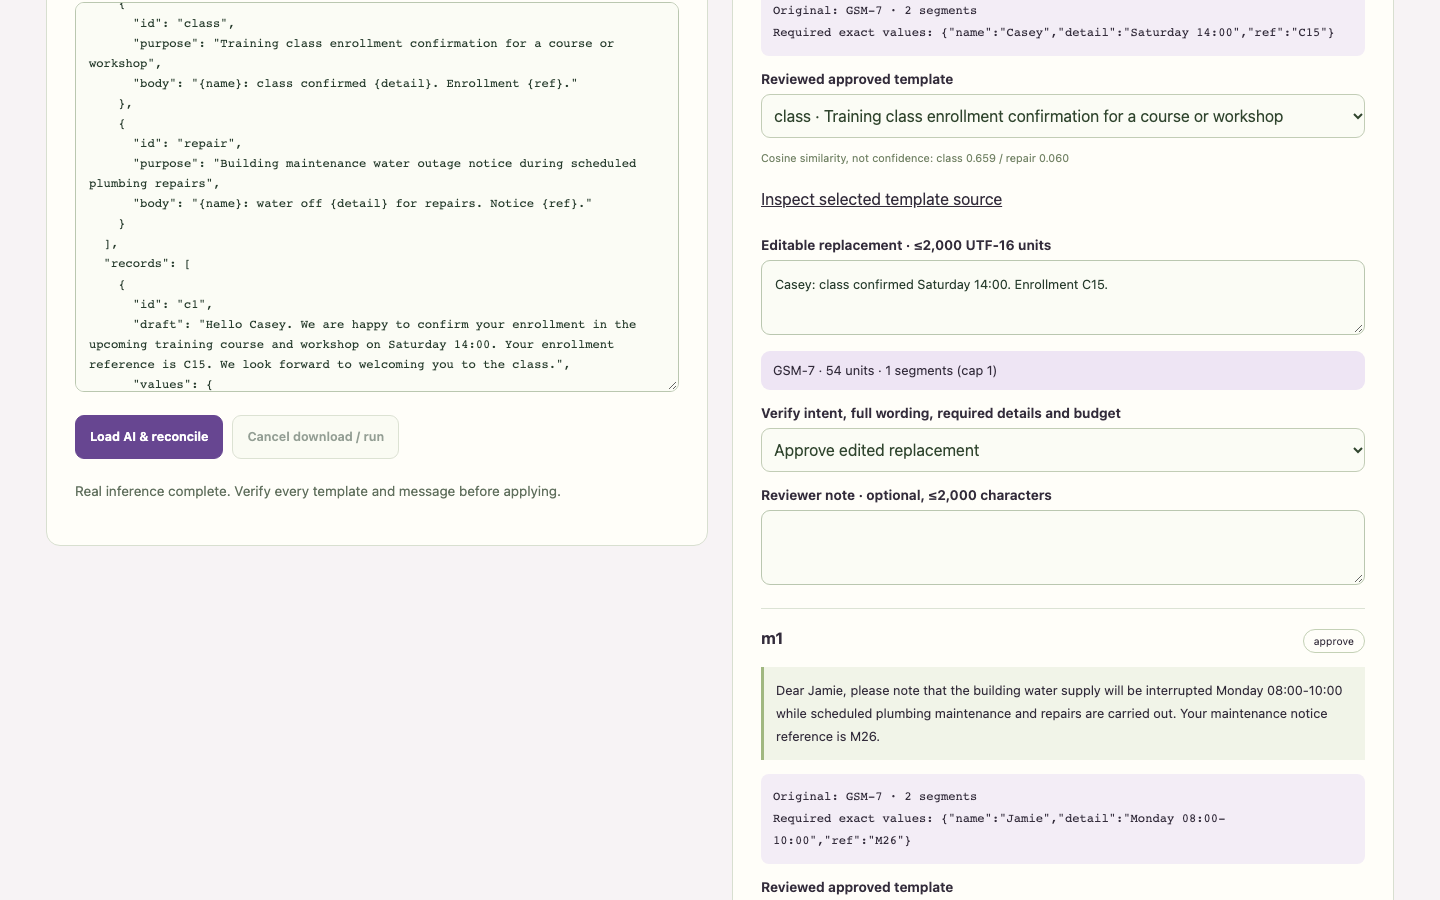 {
      "id": "class",
      "purpose": "Training class enrollment confirmation for a course or
workshop",
      "body": "{name}: class confirmed {detail}. Enrollment {ref}."
    },
    {
      "id": "repair",
      "purpose": "Building maintenance water outage notice during scheduled
plumbing repairs",
      "body": "{name}: water off {detail} for repairs. Notice {ref}."
    }
  ],
  "records": [
    {
      "id": "c1",
      "draft": "Hello Casey. We are happy to confirm your enrollment in the
upcoming training course and workshop on Saturday 14:00. Your enrollment
reference is C15. We look forward to welcoming you to the class.",
      "values": {
Load AI & reconcile
Cancel download / run
Real inference complete. Verify every template and message before applying.
Original: GSM-7 · 2 segments
Required exact values: {"name":"Casey","detail":"Saturday 14:00","ref":"C15"}
Reviewed approved template
class · Training class enrollment confirmation for a course or workshop
Cosine similarity, not confidence: class 0.659 / repair 0.060
Inspect selected template source
Editable replacement · ≤2,000 UTF-16 units
Casey: class confirmed Saturday 14:00. Enrollment C15.
GSM-7 · 54 units · 1 segments (cap 1)
Verify intent, full wording, required details and budget
Approve edited replacement
Reviewer note · optional, ≤2,000 characters
m1
approve
Dear Jamie, please note that the building water supply will be interrupted Monday 08:00-10:00
while scheduled plumbing maintenance and repairs are carried out. Your maintenance notice
reference is M26.
Original: GSM-7 · 2 segments
Required exact values: {"name":"Jamie","detail":"Monday 08:00-
10:00","ref":"M26"}
Reviewed approved template